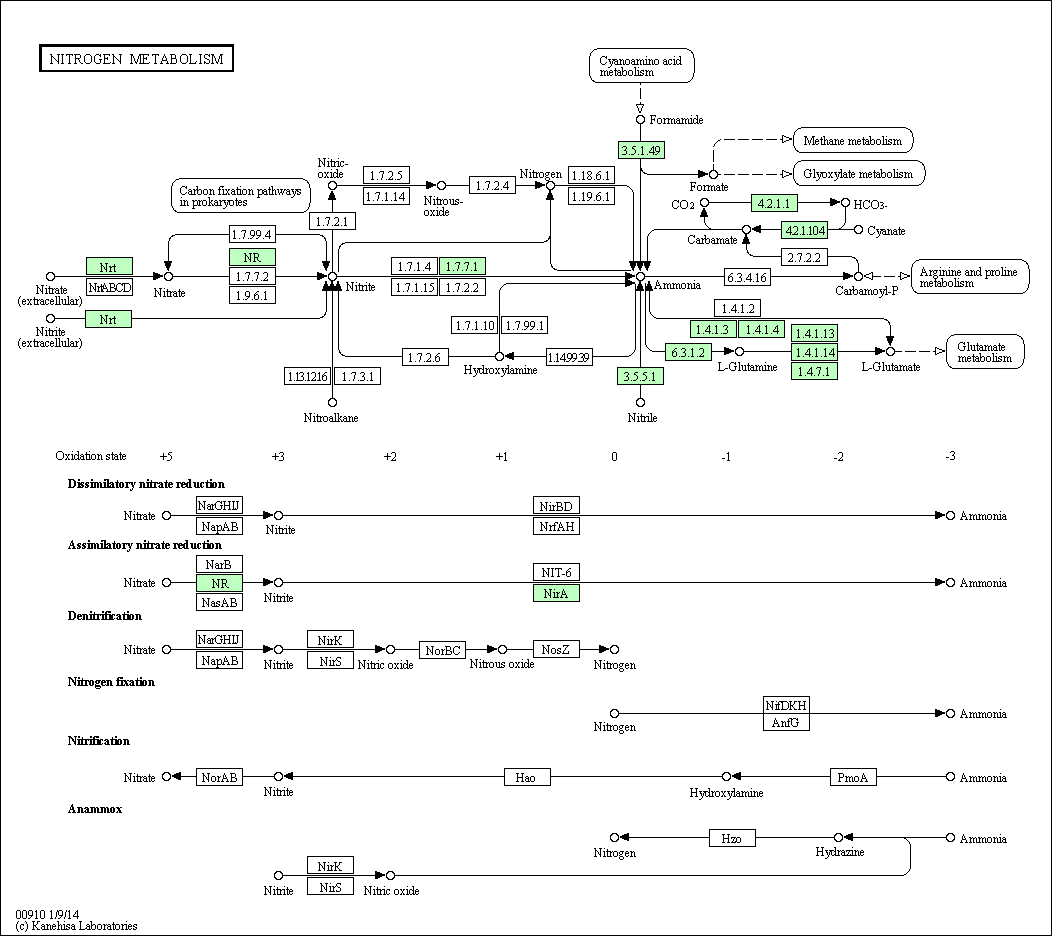 NITROGEN METABOLISM
Cyanoamino acid
metabolism
Formamide
3.5.1.49
Methane metabolism
Glyoxylate metabolism
Formate
Nitric-
oxide
1.7.2.5
1.7.1.14
Nitrous-
oxide
1.7.2.4
Nitrogen
1.18.6.1
1.19.6.1
Carbon fixation pathways
in prokaryotes
1.7.2.1
CO2
4.2.1.1
HCO3-
Carbamate
4.2.1.104
Cyanate
1.7.99.4
2.7.2.2
Nrt
NrtABCD
Nitrate
(extracellular)
Nitrate
NR
1.7.7.2
1.9.6.1
Nitrite
1.7.1.4
1.7.7.1
1.7.1.15
1.7.2.2
Ammonia
6.3.4.16
Carbamoyl-P
Arginine and proline
metabolism
Nrt
Nitrite
(extracellular)
1.7.1.10
1.7.99.1
1.4.1.2
1.4.1.3
1.4.1.4
1.4.1.13
1.4.1.14
1.4.7.1
1.7.2.6
Hydroxylamine
1.14.99.39
6.3.1.2
L-Glutamine
L-Glutamate
Glutamate
metabolism
1.13.12.16
1.7.3.1
3.5.5.1
Nitroalkane
Nitrile
Oxidation state +5 +3 +2 +1 0 -1 -2 -3
Dissimilatory nitrate reduction
NarGHIJ NirBD
Nitrate Nitrite Ammonia
NapAB NrfAH
Assimilatory nitrate reduction
NarB NIT-6
Nitrate NR Ammonia
NasAB Nitrite NirA
Denitrification
NarGHIJ NirK
Nitrate NorBC NosZ
NapAB Nitrite NirS Nitric oxide Nitrous oxide Nitrogen
Nitrogen fixation
NifDKH
Nitrogen Ammonia
AnfG
Nitrification
Nitrate NorAB Hao PmoA Ammonia
Nitrite Hydroxylamine
Anammox
Hzo Ammonia
Nitrogen Hydrazine
NirK
Nitrite NirS Nitric oxide
00910 1/9/14
(c) Kanehisa Laboratories